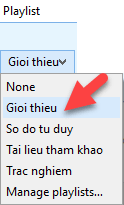 Playlist
Gioi thieu
None
Gioi thieu
So do tu duy
Tai lieu tham khao
Trac nghiem
Manage playlists...